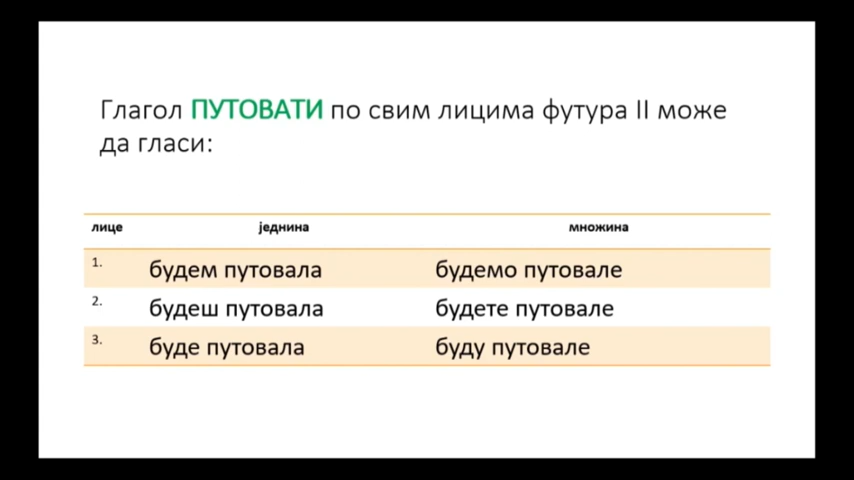 Глагол ПУТОВАТИ по свим лицима футура II може
да гласи:
лице једнина множина
1. будем путовала будемо путовале
2. будеш путовала будете путовале
3. буде путовала буду путовале